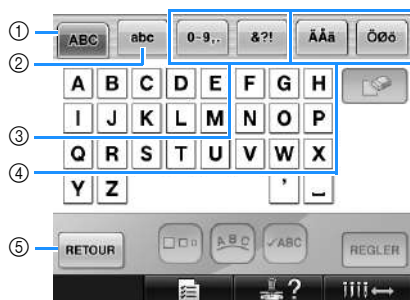 ① ABC abc 0-9,. &?! ÄÅä ÖØö
②
A B C D E F G H
I J K L M N O P
③
Q R S T U V W X
④
Y Z ' ⎵
⑤ RETOUR ABC ✓ABC REGLER
?